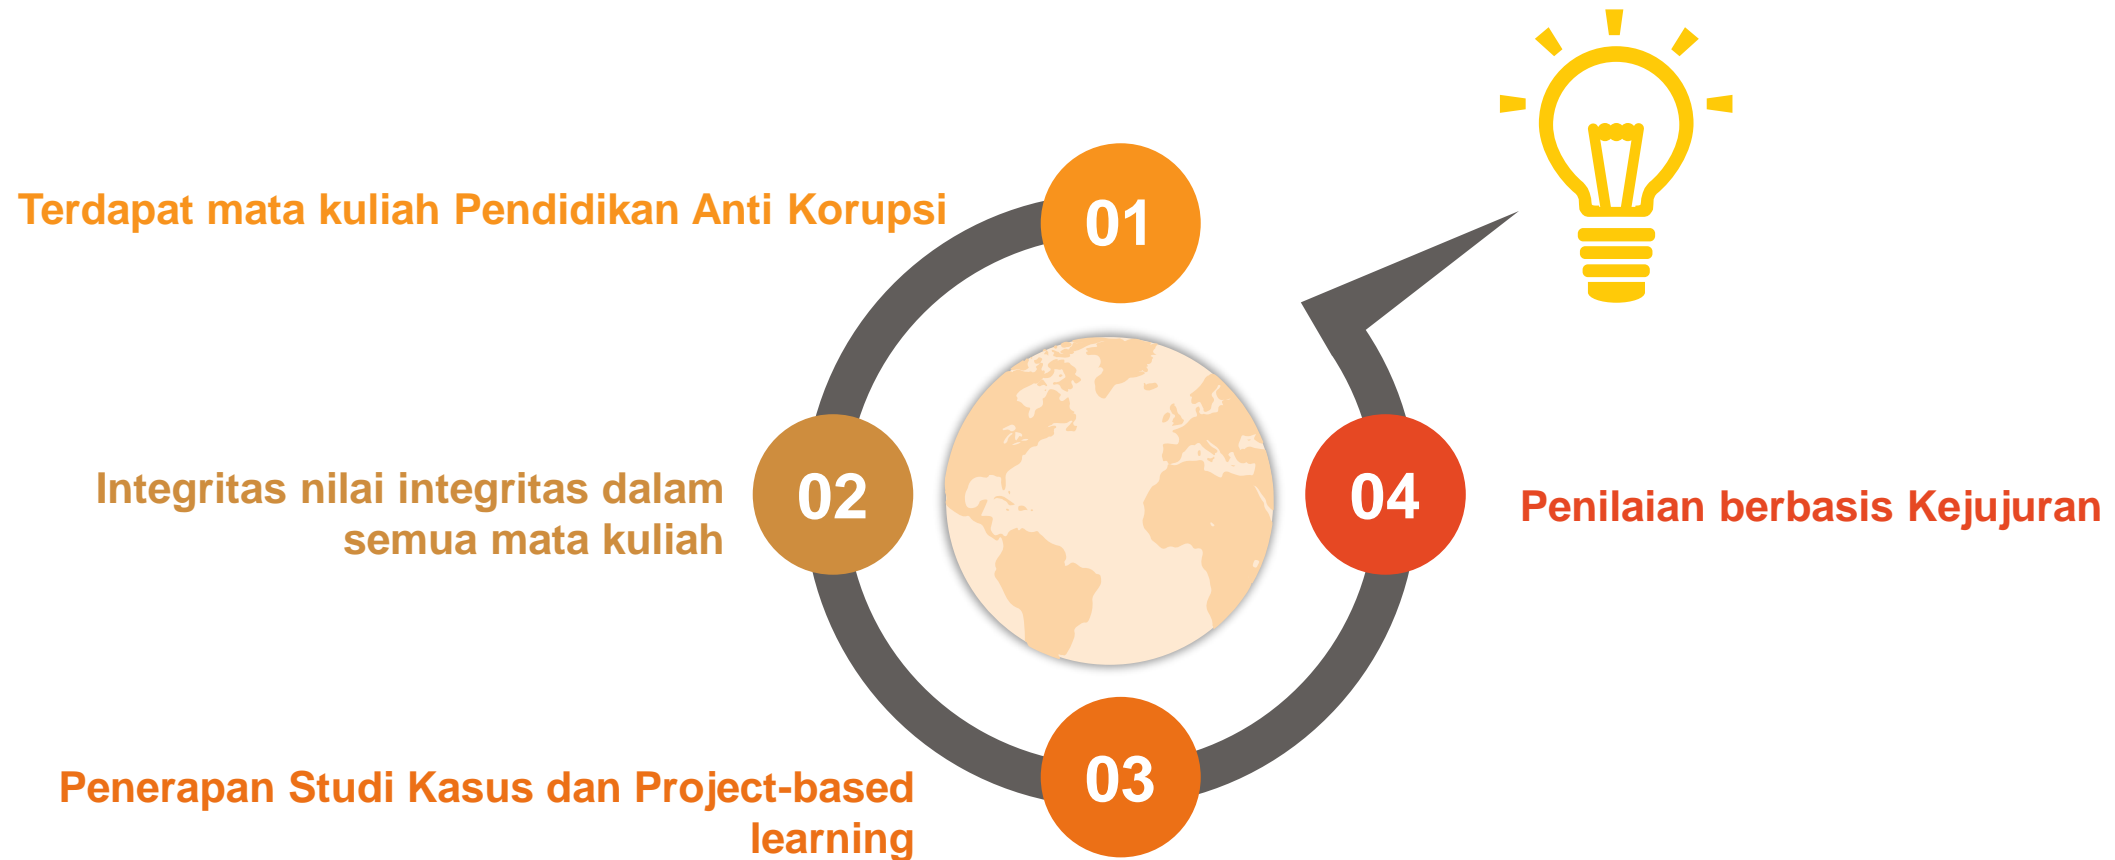 01
Terdapat mata kuliah Pendidikan Anti Korupsi
02
Integritas nilai integritas dalam
semua mata kuliah
03
Penerapan Studi Kasus dan Project-based
learning
04
Penilaian berbasis Kejujuran